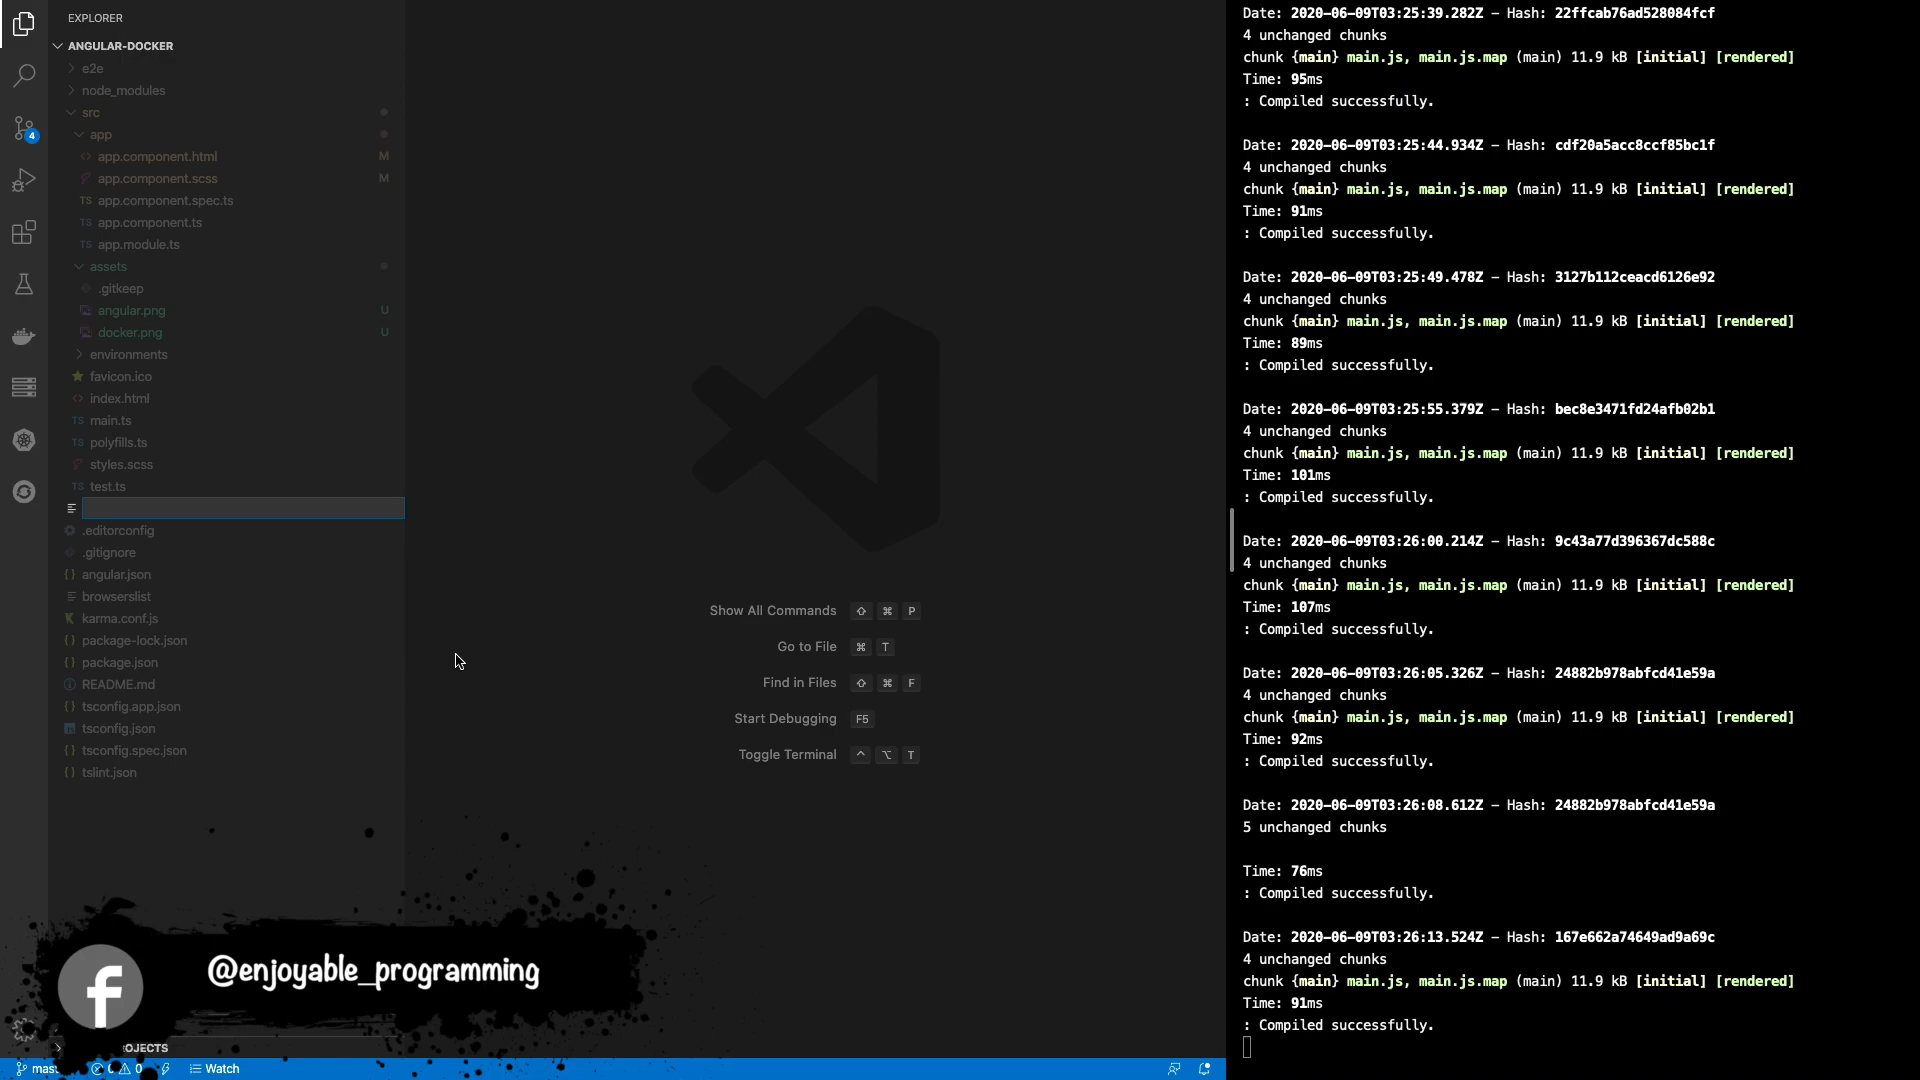 EXPLORER
ANGULAR-DOCKER
e2e
node_modules
src
app
app.component.html M
app.component.scss M
TS app.component.spec.ts
TS app.component.ts
TS app.module.ts
assets
.gitkeep
angular.png U
docker.png U
environments
favicon.ico
index.html
TS main.ts
TS polyfills.ts
styles.scss
TS test.ts
.editorconfig
.gitignore
{} angular.json
browserslist
karma.conf.js
{} package-lock.json
{} package.json
README.md
{} tsconfig.app.json
tsconfig.json
{} tsconfig.spec.json
{} tslint.json
4
Show All Commands ⇧ ⌘ P
Go to File ⌘ T
Find in Files ⇧ ⌘ F
Start Debugging F5
Toggle Terminal ^ ⌥ T
@enjoyable_programming
OJECTS
mast
0
Watch
Date: 2020-06-09T03:25:39.282Z - Hash: 22ffcab76ad528084fcf
4 unchanged chunks
chunk {main} main.js, main.js.map (main) 11.9 kB [initial] [rendered]
Time: 95ms
: Compiled successfully.
Date: 2020-06-09T03:25:44.934Z - Hash: cdf20a5acc8ccf85bc1f
4 unchanged chunks
chunk {main} main.js, main.js.map (main) 11.9 kB [initial] [rendered]
Time: 91ms
: Compiled successfully.
Date: 2020-06-09T03:25:49.478Z - Hash: 3127b112ceacd6126e92
4 unchanged chunks
chunk {main} main.js, main.js.map (main) 11.9 kB [initial] [rendered]
Time: 89ms
: Compiled successfully.
Date: 2020-06-09T03:25:55.379Z - Hash: bec8e3471fd24afb02b1
4 unchanged chunks
chunk {main} main.js, main.js.map (main) 11.9 kB [initial] [rendered]
Time: 101ms
: Compiled successfully.
Date: 2020-06-09T03:26:00.214Z - Hash: 9c43a77d396367dc588c
4 unchanged chunks
chunk {main} main.js, main.js.map (main) 11.9 kB [initial] [rendered]
Time: 107ms
: Compiled successfully.
Date: 2020-06-09T03:26:05.326Z - Hash: 24882b978abfcd41e59a
4 unchanged chunks
chunk {main} main.js, main.js.map (main) 11.9 kB [initial] [rendered]
Time: 92ms
: Compiled successfully.
Date: 2020-06-09T03:26:08.612Z - Hash: 24882b978abfcd41e59a
5 unchanged chunks
Time: 76ms
: Compiled successfully.
Date: 2020-06-09T03:26:13.524Z - Hash: 167e662a74649ad9a69c
4 unchanged chunks
chunk {main} main.js, main.js.map (main) 11.9 kB [initial] [rendered]
Time: 91ms
: Compiled successfully.